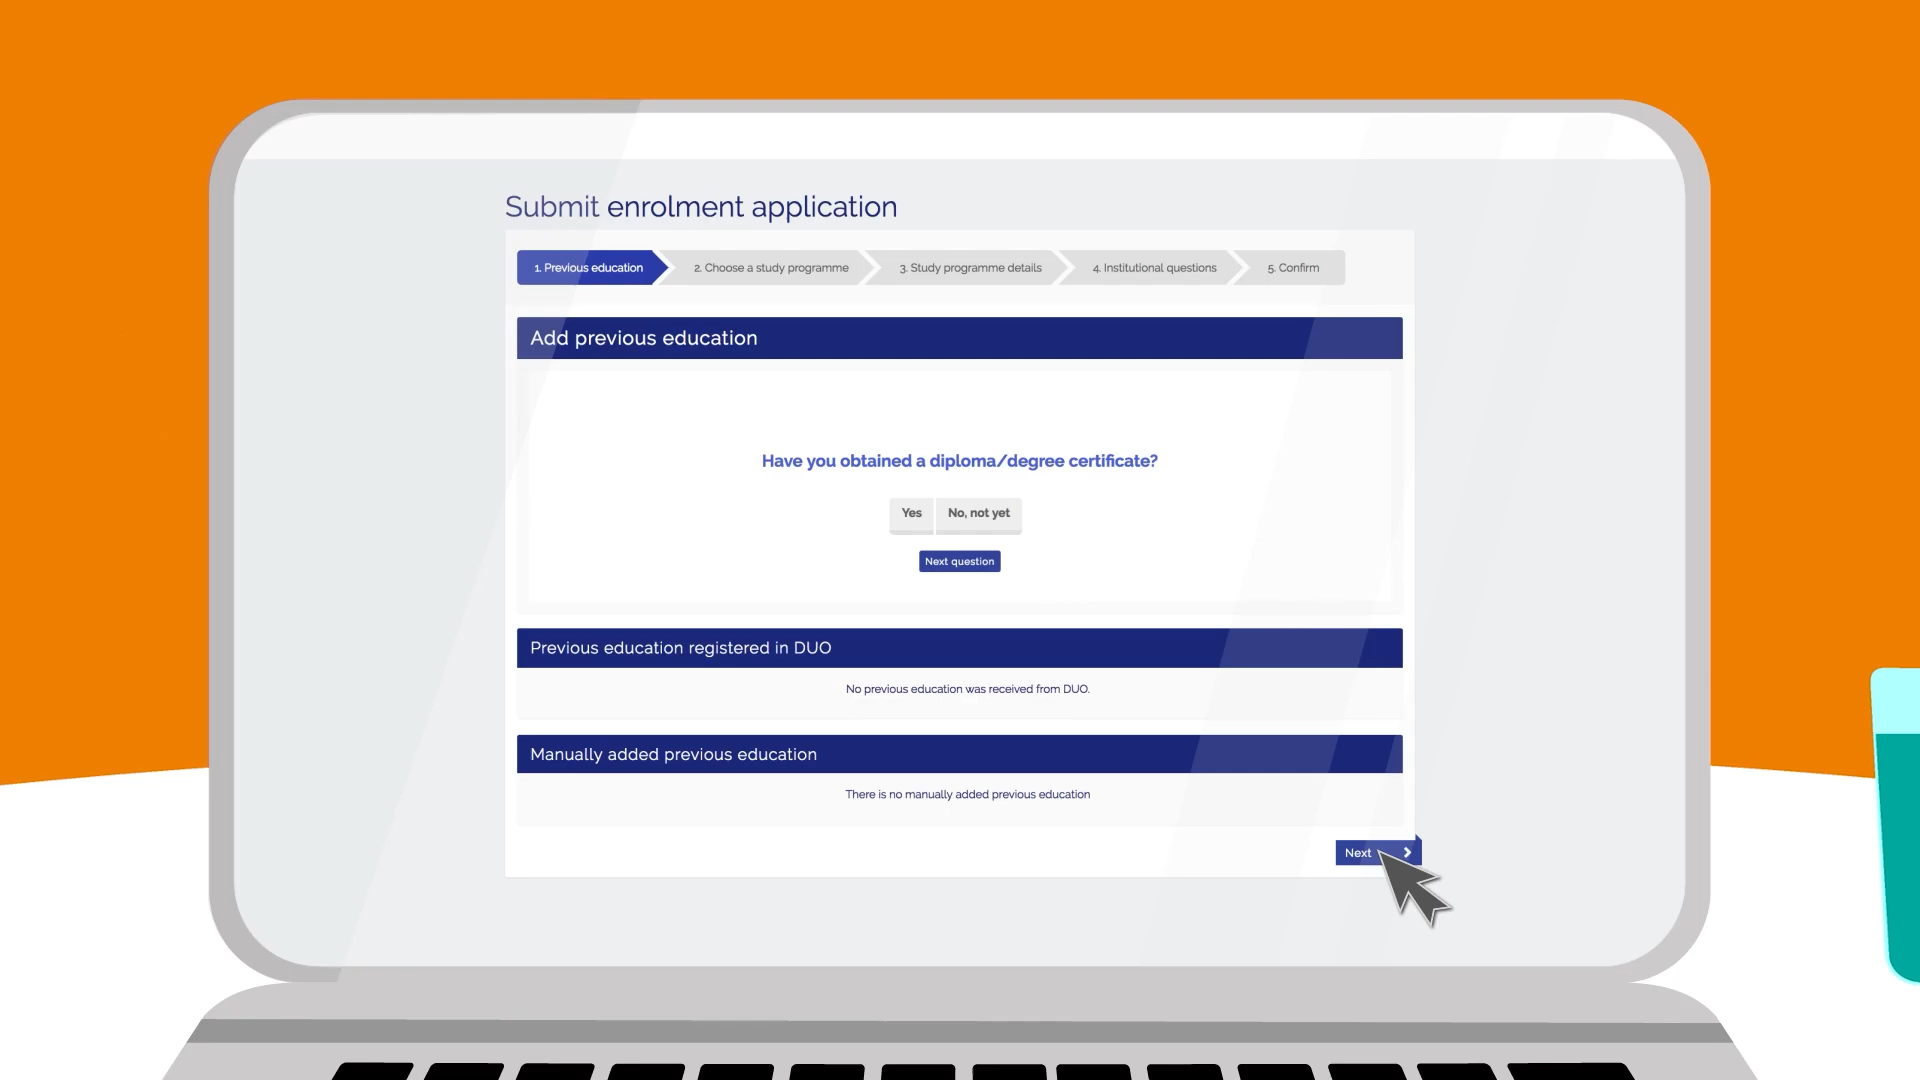 Submit enrolment application
1. Previous education
2. Choose a study programme
3. Study programme details
4. Institutional questions
5. Confirm
Add previous education
Have you obtained a diploma/degree certificate?
Yes
No, not yet
Next question
Previous education registered in DUO
No previous education was received from DUO.
Manually added previous education
There is no manually added previous education
Next